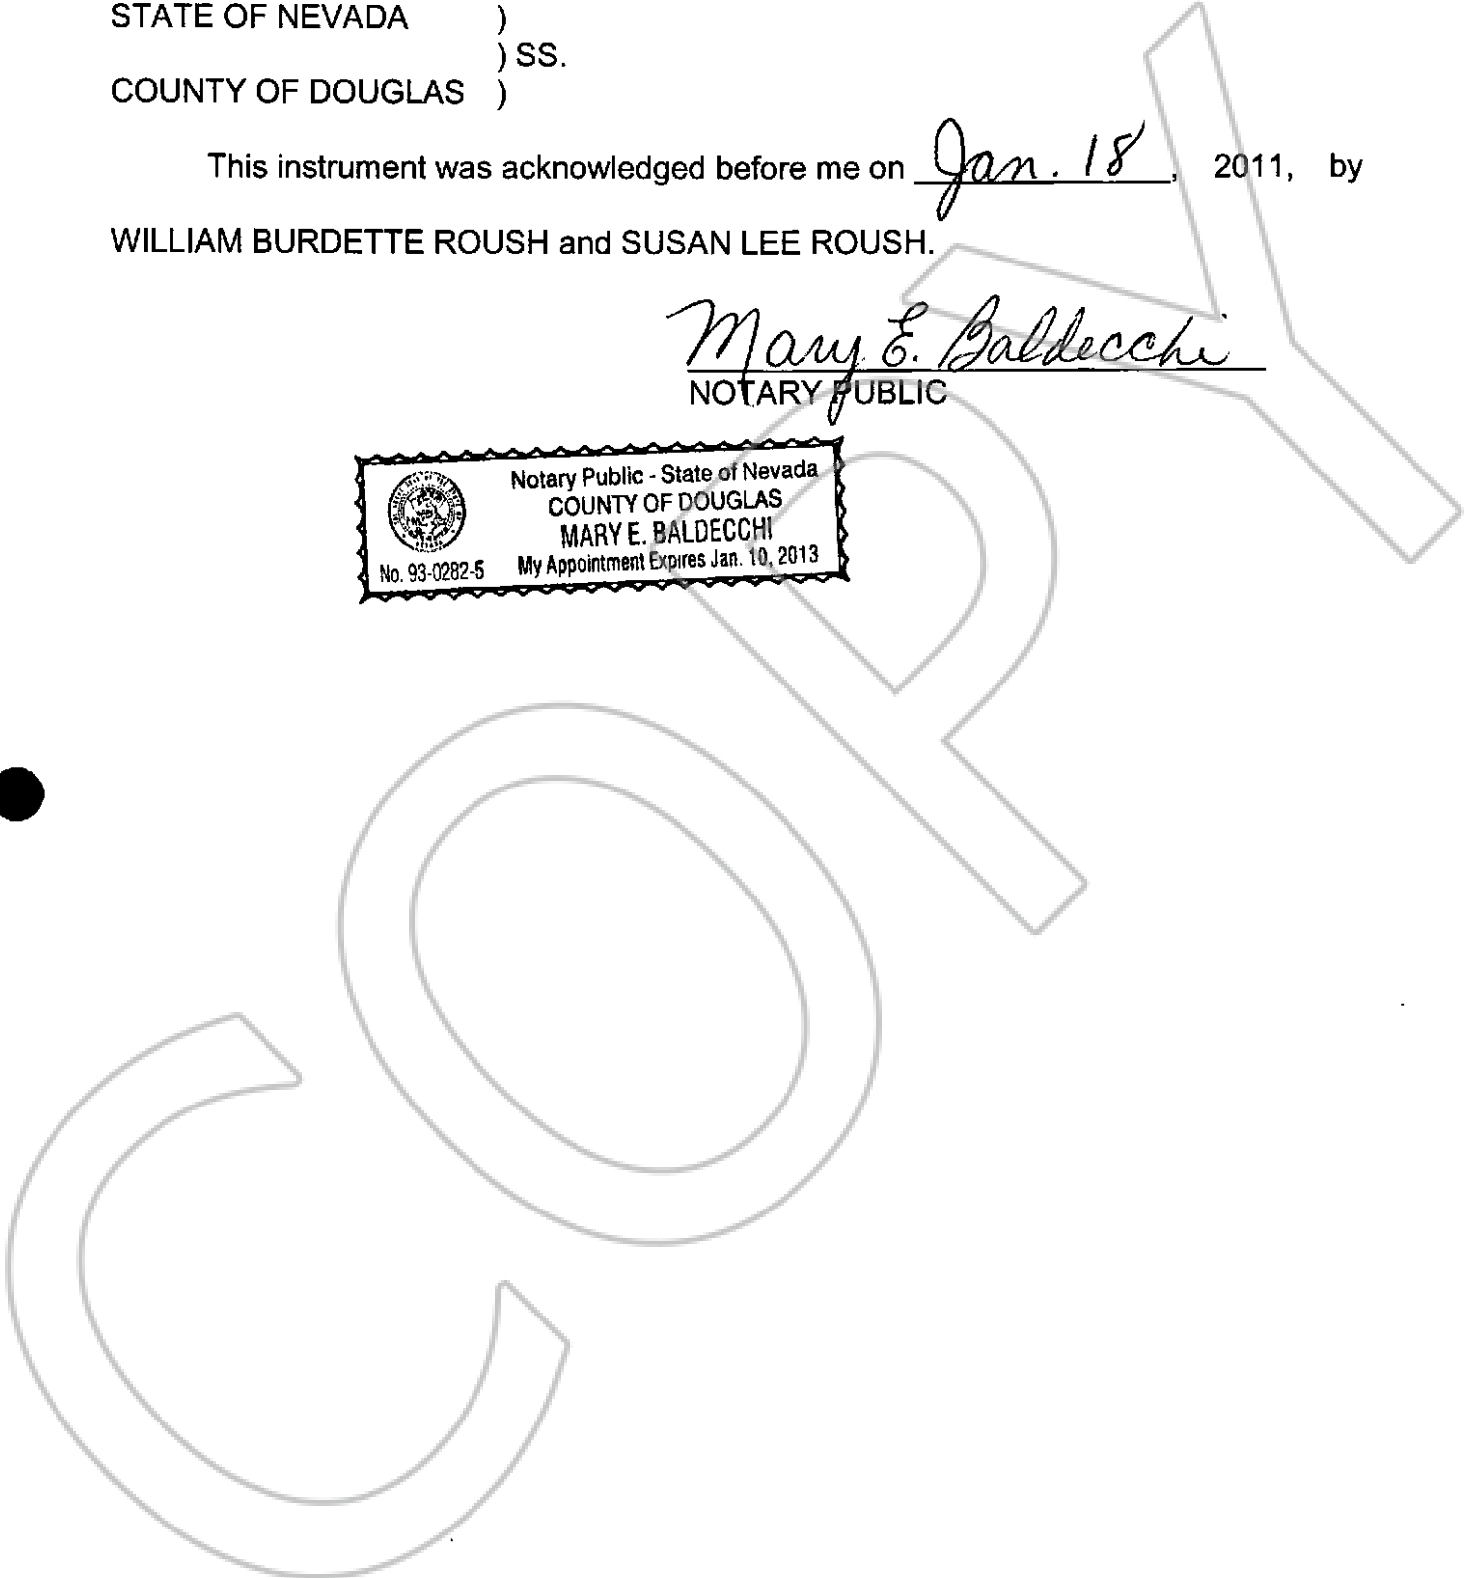 STATE OF NEVADA )
) SS.
COUNTY OF DOUGLAS )
This instrument was acknowledged before me on Jan. 18, 2011, by
WILLIAM BURDETTE ROUSH and SUSAN LEE ROUSH.
Mary E. Baldecchi
NOTARY PUBLIC
Notary Public - State of Nevada
COUNTY OF DOUGLAS
MARY E. BALDECCHI
No. 93-0282-5 My Appointment Expires Jan. 10, 2013
COPY